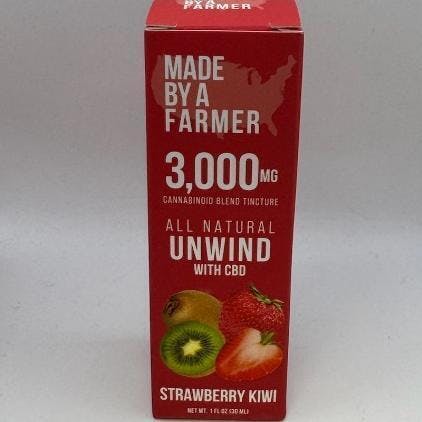 BY A
FARMER
MADE
BY A
FARMER
3,000MG
CANNABINOID BLEND TINCTURE
ALL NATURAL
UNWIND
WITH CBD
STRAWBERRY KIWI
NET WT. 1 FL OZ (30 ML)